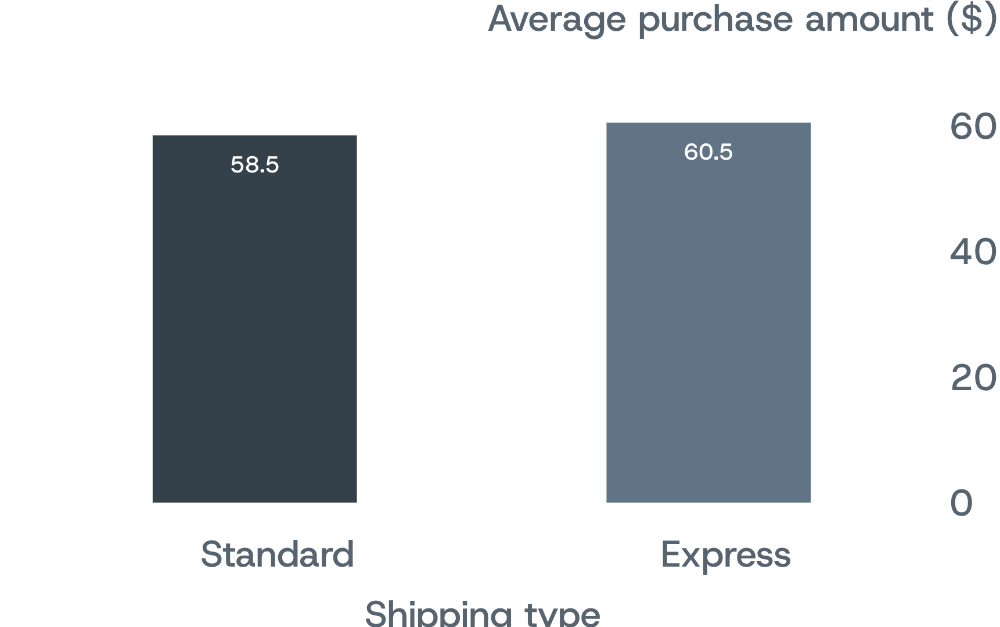 Average purchase amount ($)
60
58.5
60.5
40
20
0
Standard
Express
Shipping type